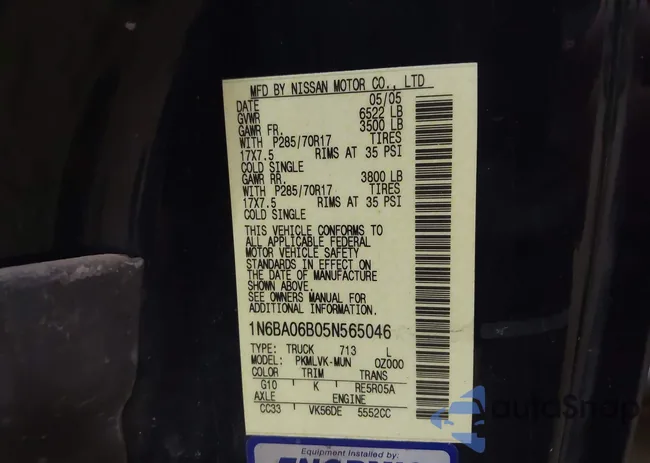 MFD BY NISSAN MOTOR CO., LTD
DATE 05/05
GVWR 6522 LB
GAWR FR. 3500 LB
WITH P285/70R17 TIRES
17X7.5 RIMS AT 35 PSI
COLD SINGLE
GAWR RR. 3800 LB
WITH P285/70R17 TIRES
17X7.5 RIMS AT 35 PSI
COLD SINGLE
THIS VEHICLE CONFORMS TO
ALL APPLICABLE FEDERAL
MOTOR VEHICLE SAFETY
STANDARDS IN EFFECT ON
THE DATE OF MANUFACTURE
SHOWN ABOVE.
SEE OWNERS MANUAL FOR
ADDITIONAL INFORMATION.
1N6BA06B05N565046
TYPE: TRUCK 713 L
MODEL: PKMLVK-MUN OZ000
COLOR TRIM TRANS
G10 K RE5R05A
AXLE ENGINE
CC33 VK56DE 5552CC
Equipment Installed by:
autoShop